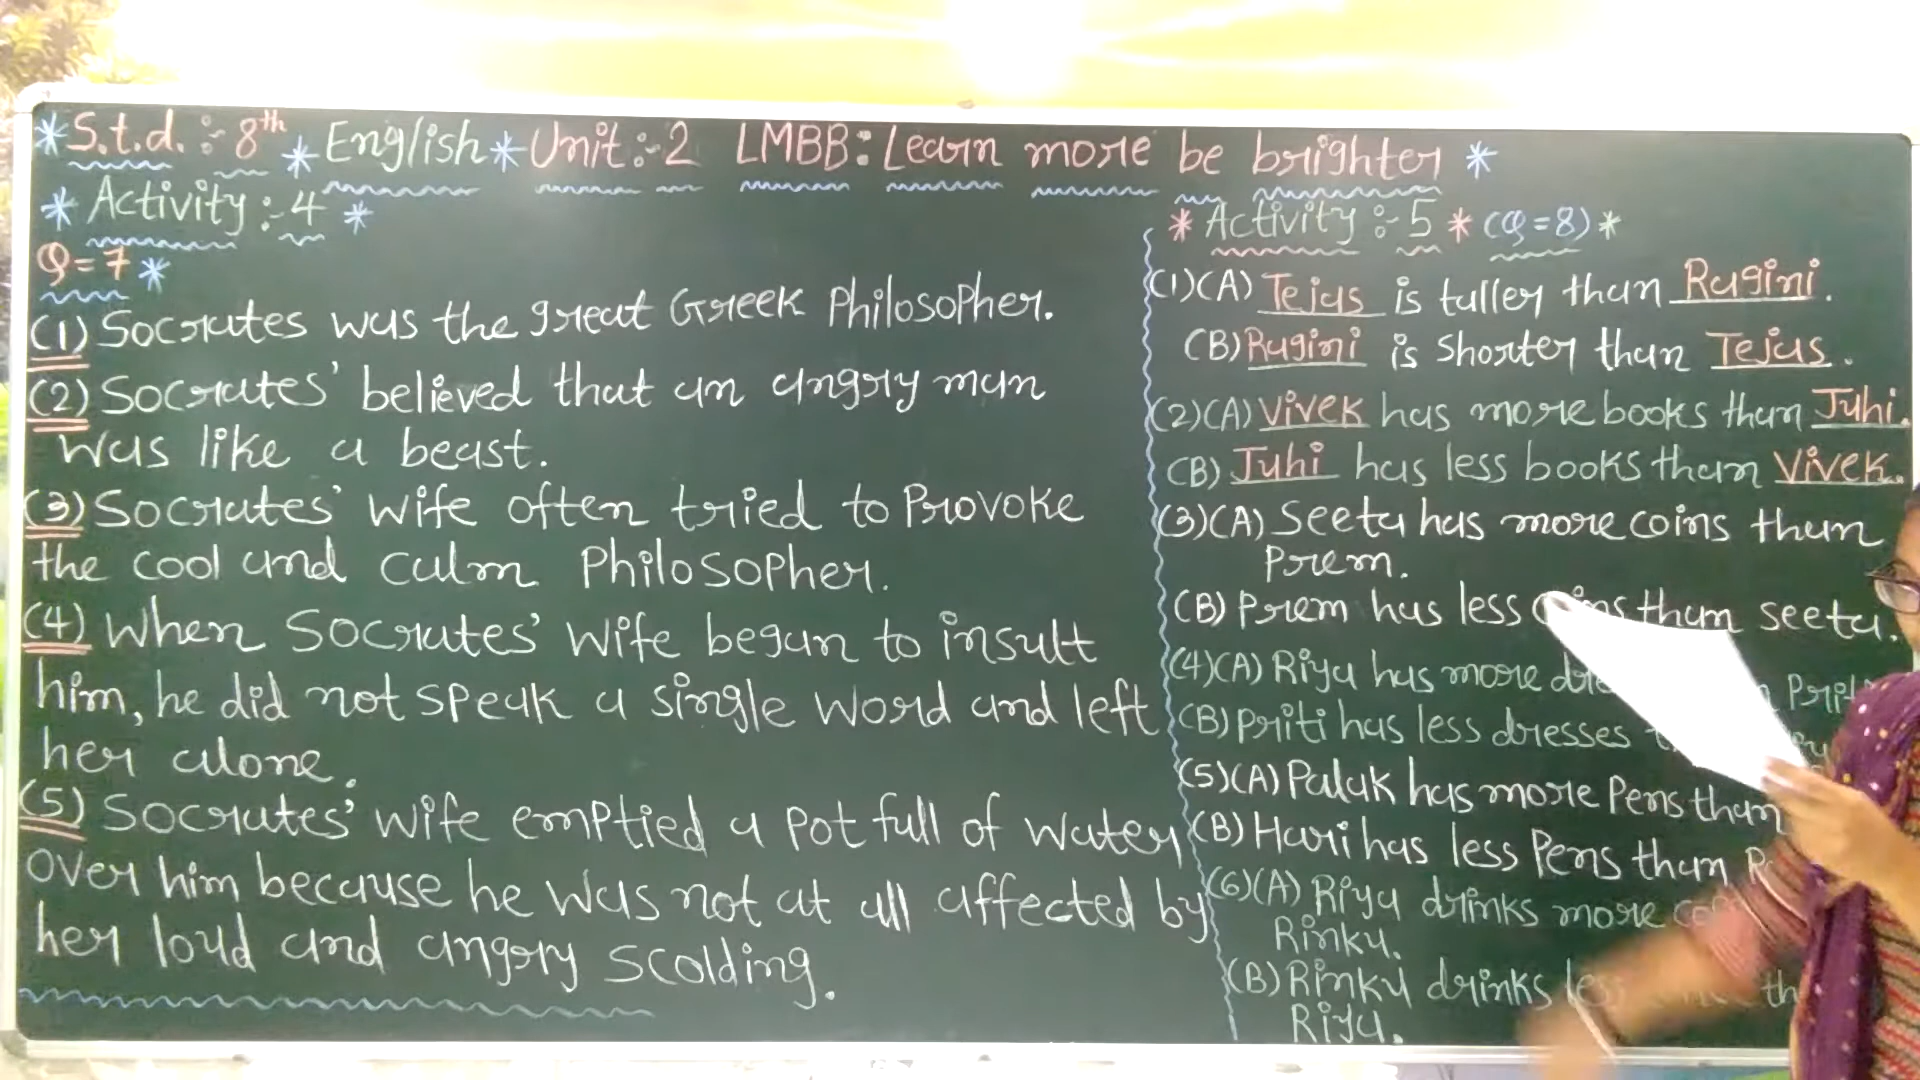 *S.t.d. :- 8th * English * Unit :- 2 LMBB: Learn more be brighter *
* Activity :- 4 *
Q = 7 *
(1) Socrates was the great Greek Philosopher.
(2) Socrates' believed that an angry man
was like a beast.
(3) Socrates' wife often tried to Provoke
the cool and calm Philosopher.
(4) When Socrates' wife began to insult
him, he did not speak a single word and left
her alone.
(5) Socrates' wife emptied a pot full of water
over him because he was not at all affected by
her loud and angry scolding.
* Activity :- 5 * (Q = 8) *
(1)(A) Tejas is taller than Ragini.
(B) Ragini is shorter than Tejas.
(2)(A) Vivek has more books than Juhi.
(B) Juhi has less books than Vivek.
(3)(A) Seeta has more coins than
Prem.
(B) Prem has less coins than seeta.
(4)(A) Riya has more
(B) Priti has less dresses
(5)(A) Palak has more Pens than
(B) Hari has less Pens than
(6)(A) Riya drinks more
Rinku.
(B) Rinku drinks less
Riya.